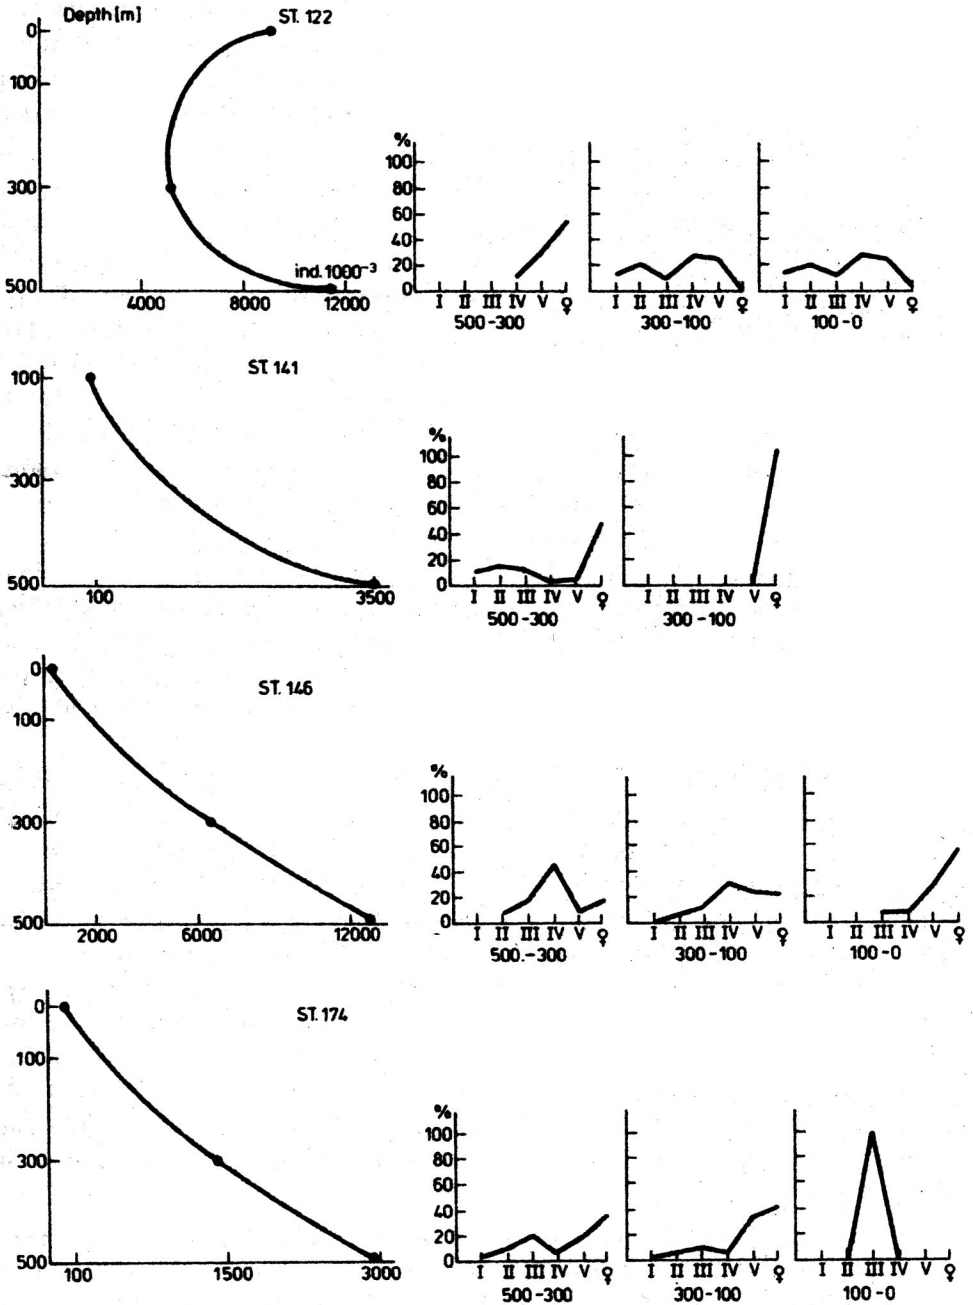 Depth [m]
ST. 122
0
100
300
500
4000 8000 12000
ind. 1000⁻³
%
100
80
60
40
20
0
I II III IV V ♀
500-300
I II III IV V ♀
300-100
I II III IV V ♀
100-0
ST. 141
100
300
500
100 3500
%
100
80
60
40
20
0
I II III IV V ♀
500-300
I II III IV V ♀
300-100
ST. 146
0
100
300
500
2000 6000 12000
%
100
80
60
40
20
0
I II III IV V ♀
500.-300
I II III IV V ♀
300-100
I II III IV V ♀
100-0
ST. 174
0
100
300
500
100 1500 3000
%
100
80
60
40
20
0
I II III IV V ♀
500-300
I II III IV V ♀
300-100
I II III IV V ♀
100-0